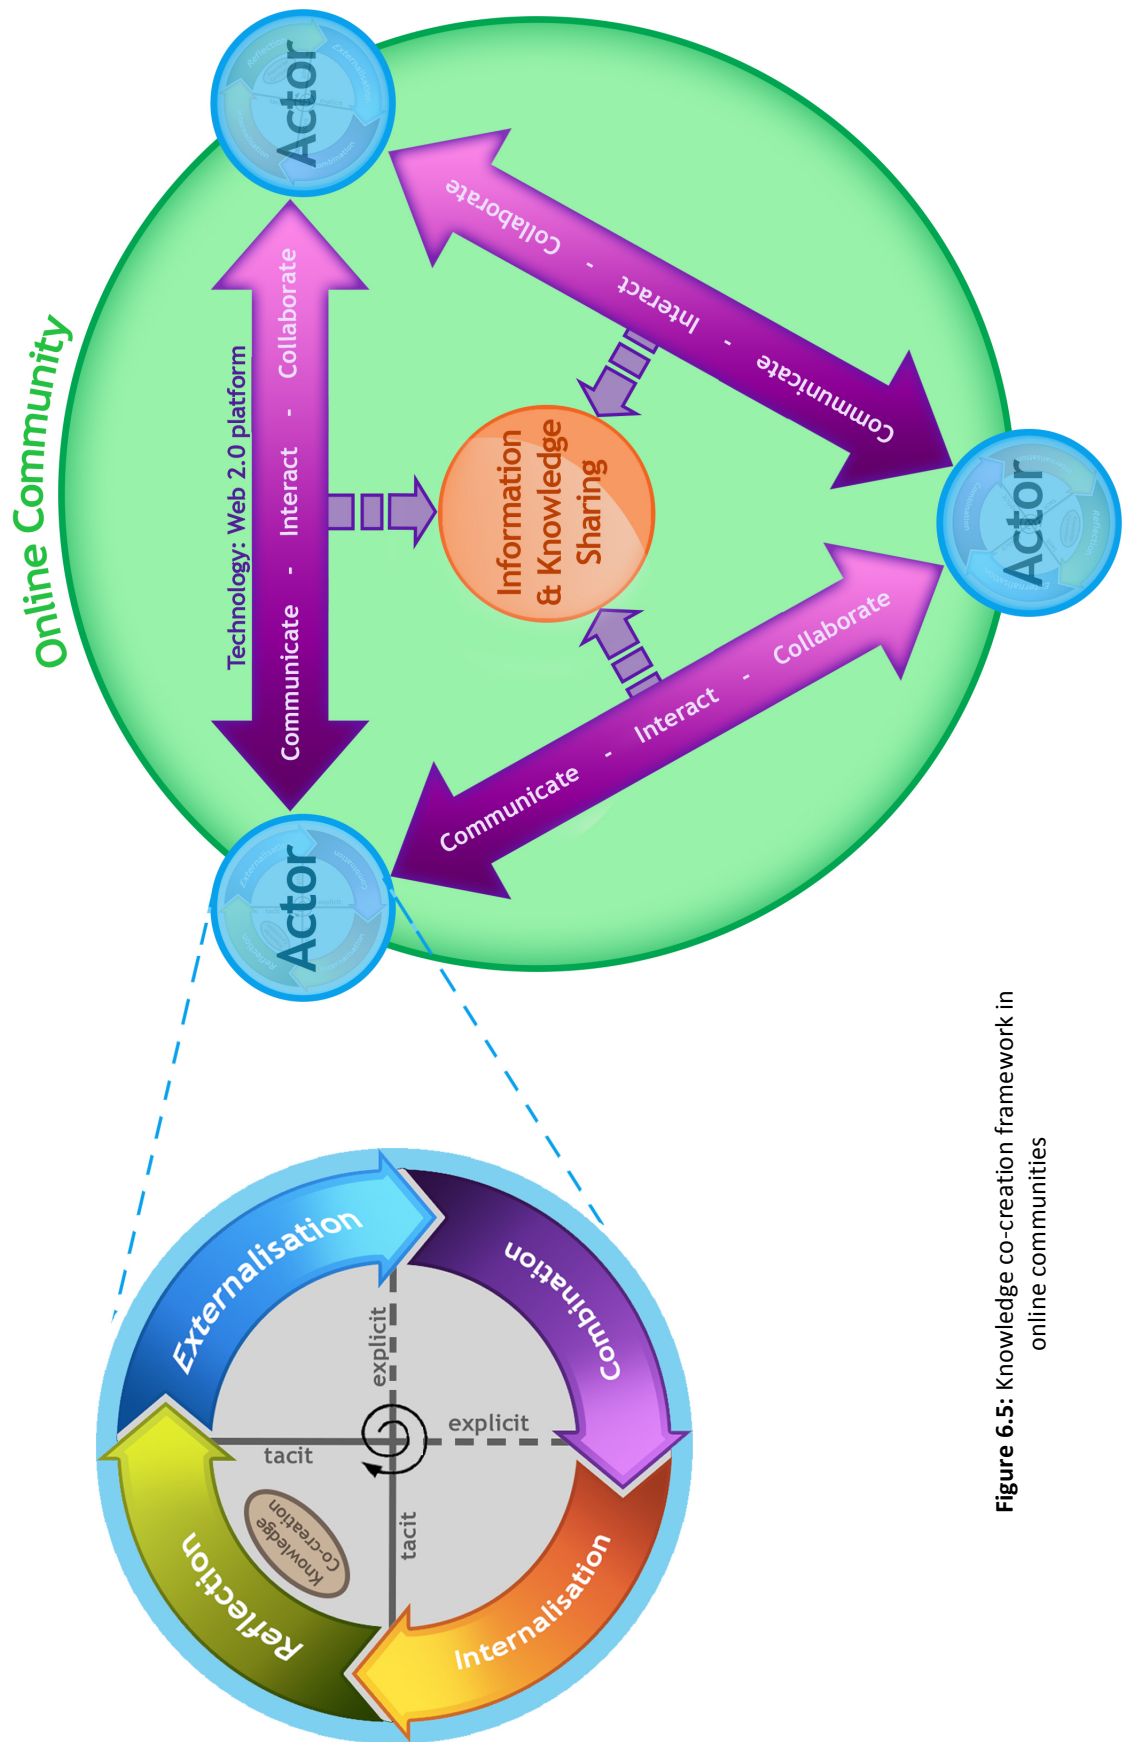 Online Community
Technology: Web 2.0 platform
Actor
Actor
Actor
Communicate - Interact - Collaborate
Communicate - Interact - Collaborate
Communicate - Interact - Collaborate
Information
& Knowledge
Sharing
Reflection
Externalisation
Combination
Internalisation
Knowledge
Co-creation
tacit
explicit
tacit
explicit
Figure 6.5: Knowledge co-creation framework in
online communities